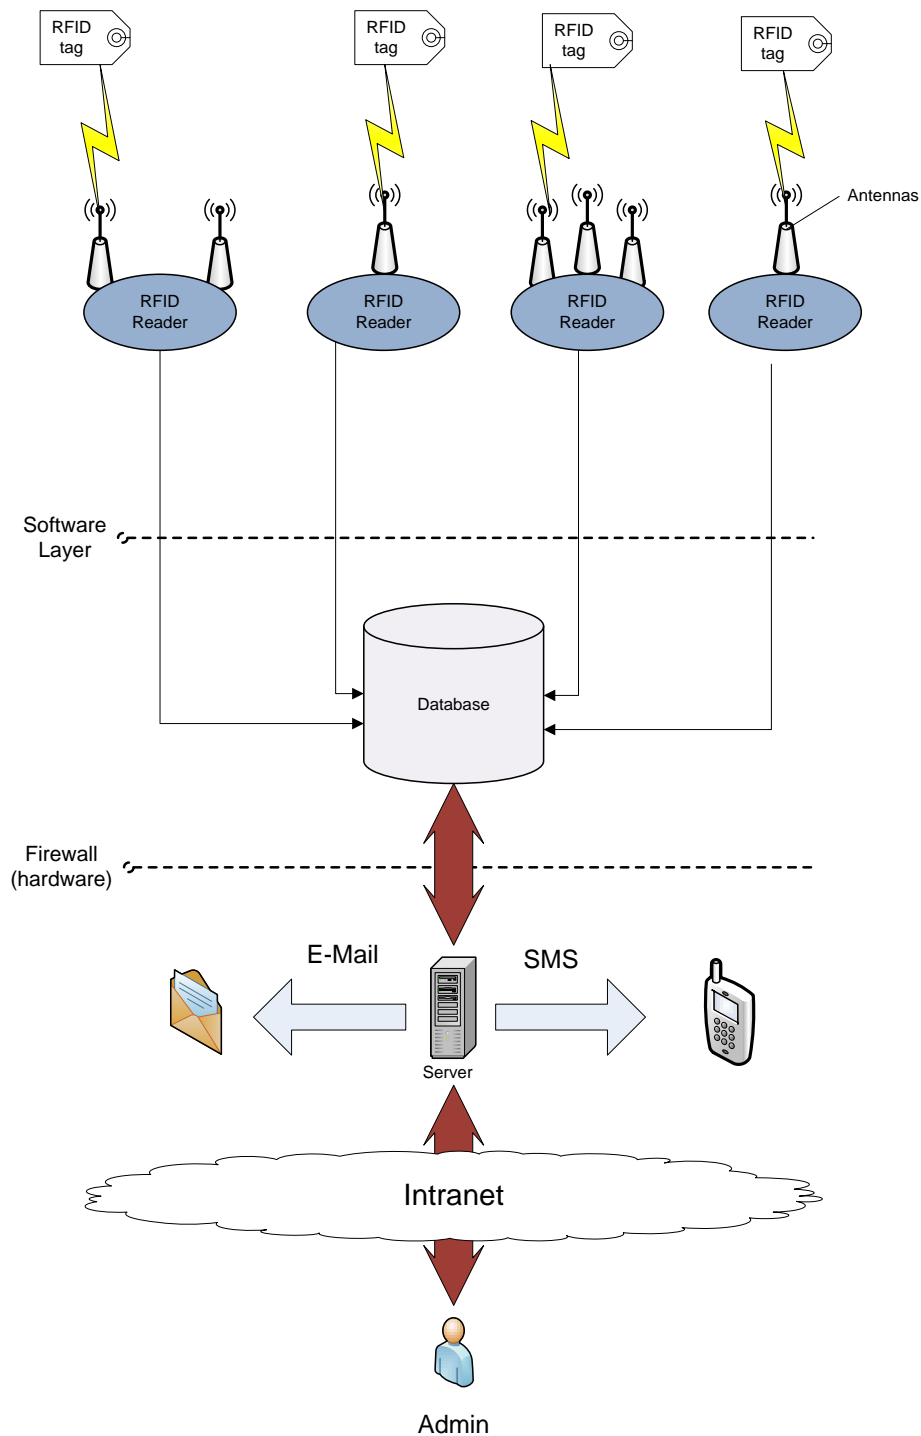 RFID
tag
RFID
tag
RFID
tag
RFID
tag
Antennas
RFID
Reader
RFID
Reader
RFID
Reader
RFID
Reader
Software
Layer
Database
Firewall
(hardware)
E-Mail
SMS
Server
Intranet
Admin